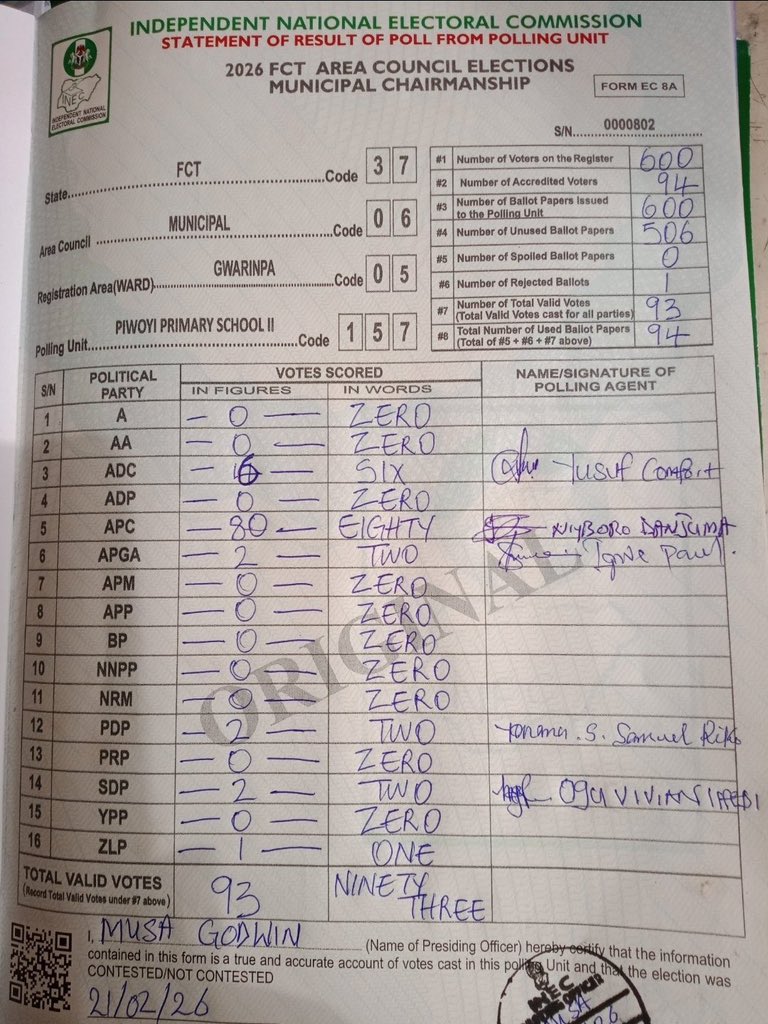 INDEPENDENT NATIONAL ELECTORAL COMMISSION
STATEMENT OF RESULT OF POLL FROM POLLING UNIT
2026 FCT AREA COUNCIL ELECTIONS
MUNICIPAL CHAIRMANSHIP
FORM EC 8A
INEC
INDEPENDENT NATIONAL
ELECTORAL COMMISSION
S/N 0000802
State FCT Code 3 7
Area Council MUNICIPAL Code 0 6
Registration Area(WARD) GWARINPA Code 0 5
Polling Unit PIWOYI PRIMARY SCHOOL II Code 1 5 7
#1 Number of Voters on the Register 600
#2 Number of Accredited Voters 94
#3 Number of Ballot Papers Issued to the Polling Unit 600
#4 Number of Unused Ballot Papers 506
#5 Number of Spoiled Ballot Papers 0
#6 Number of Rejected Ballots 1
#7 Number of Total Valid Votes (Total Valid Votes cast for all parties) 93
#8 Total Number of Used Ballot Papers (Total of #5 + #6 + #7 above) 94
S/N POLITICAL PARTY VOTES SCORED NAME/SIGNATURE OF POLLING AGENT
IN FIGURES IN WORDS
1 A - 0 - ZERO
2 AA - 0 - ZERO
3 ADC - 6 - SIX Yusuf
4 ADP - 0 - ZERO
5 APC - 80 - EIGHTY DANJUMA
6 APGA - 2 - TWO Igwe Paul.
7 APM - 0 - ZERO
8 APP - 0 - ZERO
9 BP - 0 - ZERO
10 NNPP - 0 - ZERO
11 NRM - 0 - ZERO
12 PDP - 2 - TWO S. Samuel
13 PRP - 0 - ZERO
14 SDP - 2 - TWO VIVIAN
15 YPP - 0 - ZERO
16 ZLP - 1 - ONE
TOTAL VALID VOTES (Record Total Valid Votes under #7 above) 93 NINETY THREE
ORIGINAL
I, MUSA GODWIN (Name of Presiding Officer) hereby certify that the information
contained in this form is a true and accurate account of votes cast in this polling Unit and that the election was
CONTESTED/NOT CONTESTED
21/02/26
INEC